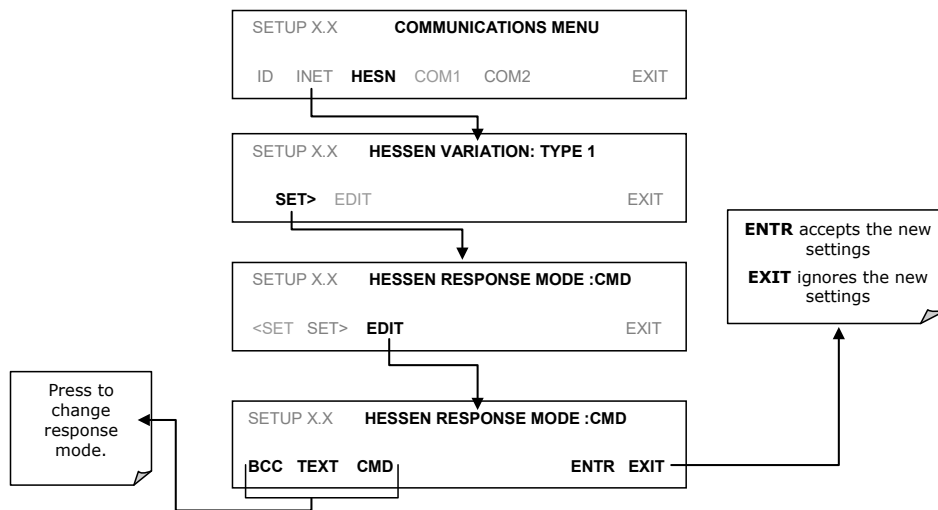 SETUP X.X COMMUNICATIONS MENU
ID INET HESN COM1 COM2 EXIT
SETUP X.X HESSEN VARIATION: TYPE 1
SET> EDIT EXIT
SETUP X.X HESSEN RESPONSE MODE :CMD
<SET SET> EDIT EXIT
ENTR accepts the new
settings
EXIT ignores the new
settings
Press to
change
response
mode.
SETUP X.X HESSEN RESPONSE MODE :CMD
BCC TEXT CMD ENTR EXIT